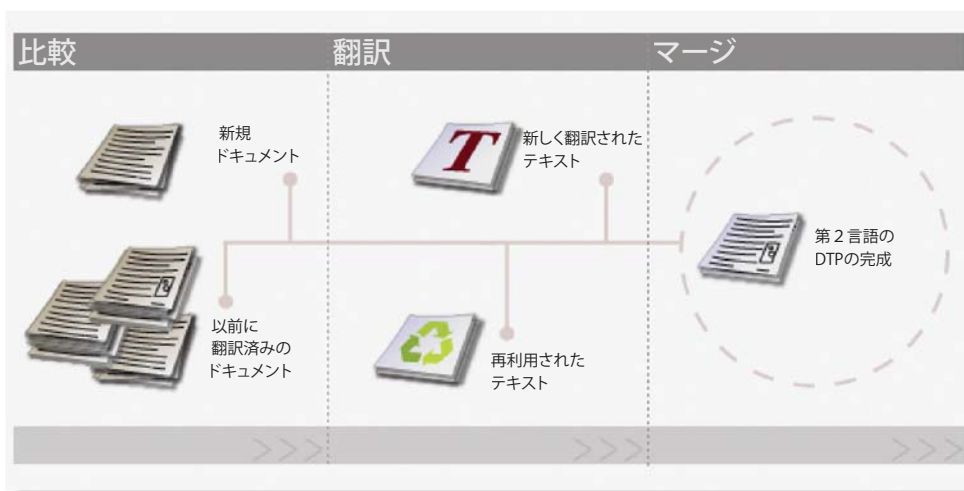 比較
翻訳
マージ
新規
ドキュメント
以前に
翻訳済みの
ドキュメント
新しく翻訳された
テキスト
T
再利用された
テキスト
第2言語の
DTPの完成